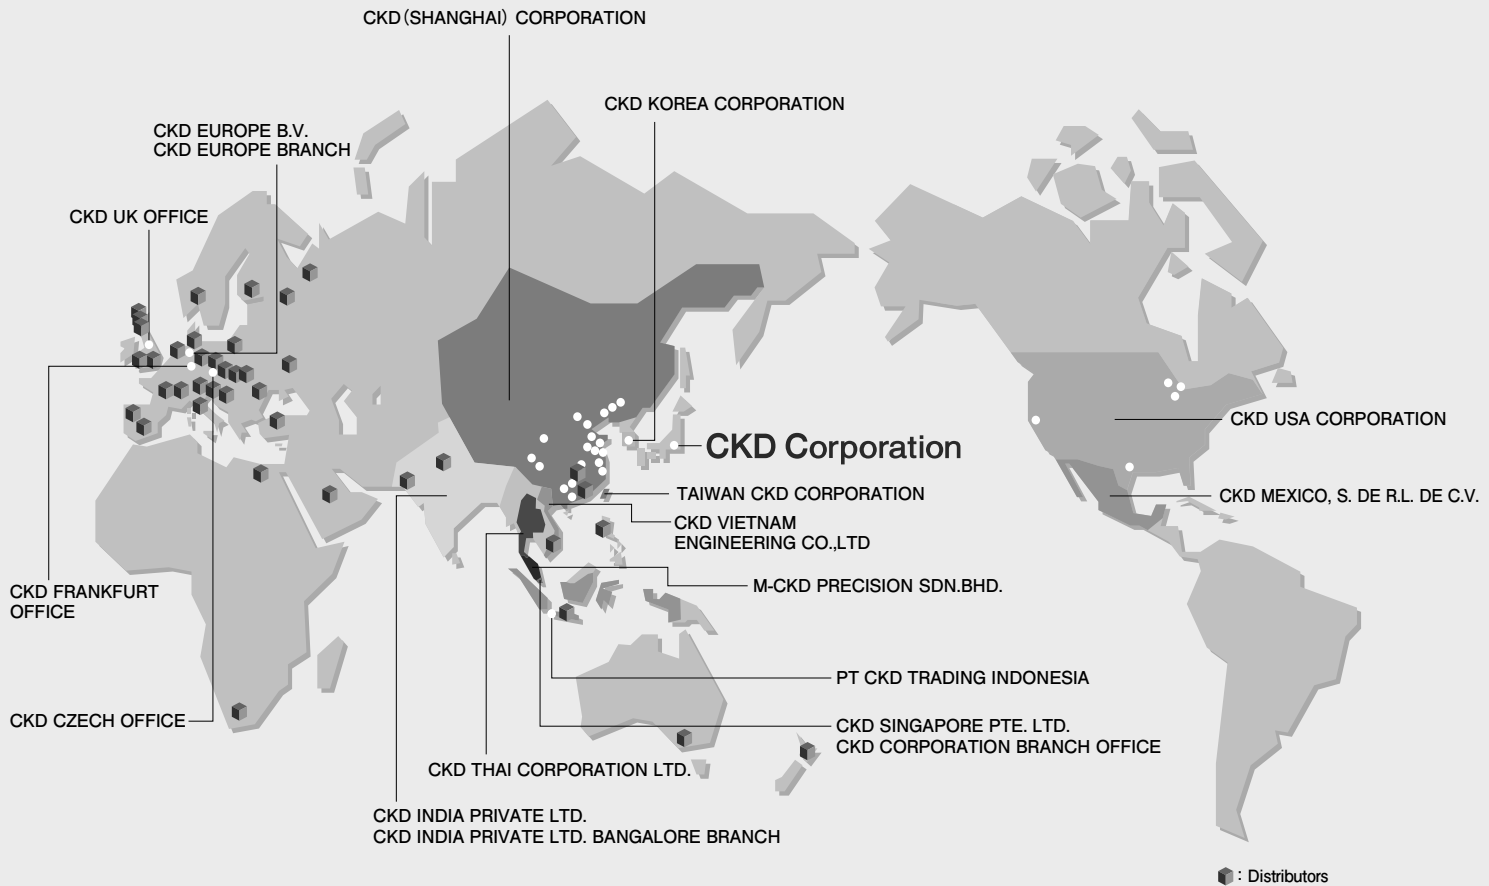 CKD(SHANGHAI) CORPORATION
CKD KOREA CORPORATION
CKD EUROPE B.V.
CKD EUROPE BRANCH
CKD UK OFFICE
CKD USA CORPORATION
CKD Corporation
TAIWAN CKD CORPORATION
CKD MEXICO, S. DE R.L. DE C.V.
CKD VIETNAM
ENGINEERING CO.,LTD
M-CKD PRECISION SDN.BHD.
CKD FRANKFURT
OFFICE
PT CKD TRADING INDONESIA
CKD CZECH OFFICE
CKD SINGAPORE PTE. LTD.
CKD CORPORATION BRANCH OFFICE
CKD THAI CORPORATION LTD.
CKD INDIA PRIVATE LTD.
CKD INDIA PRIVATE LTD. BANGALORE BRANCH
: Distributors